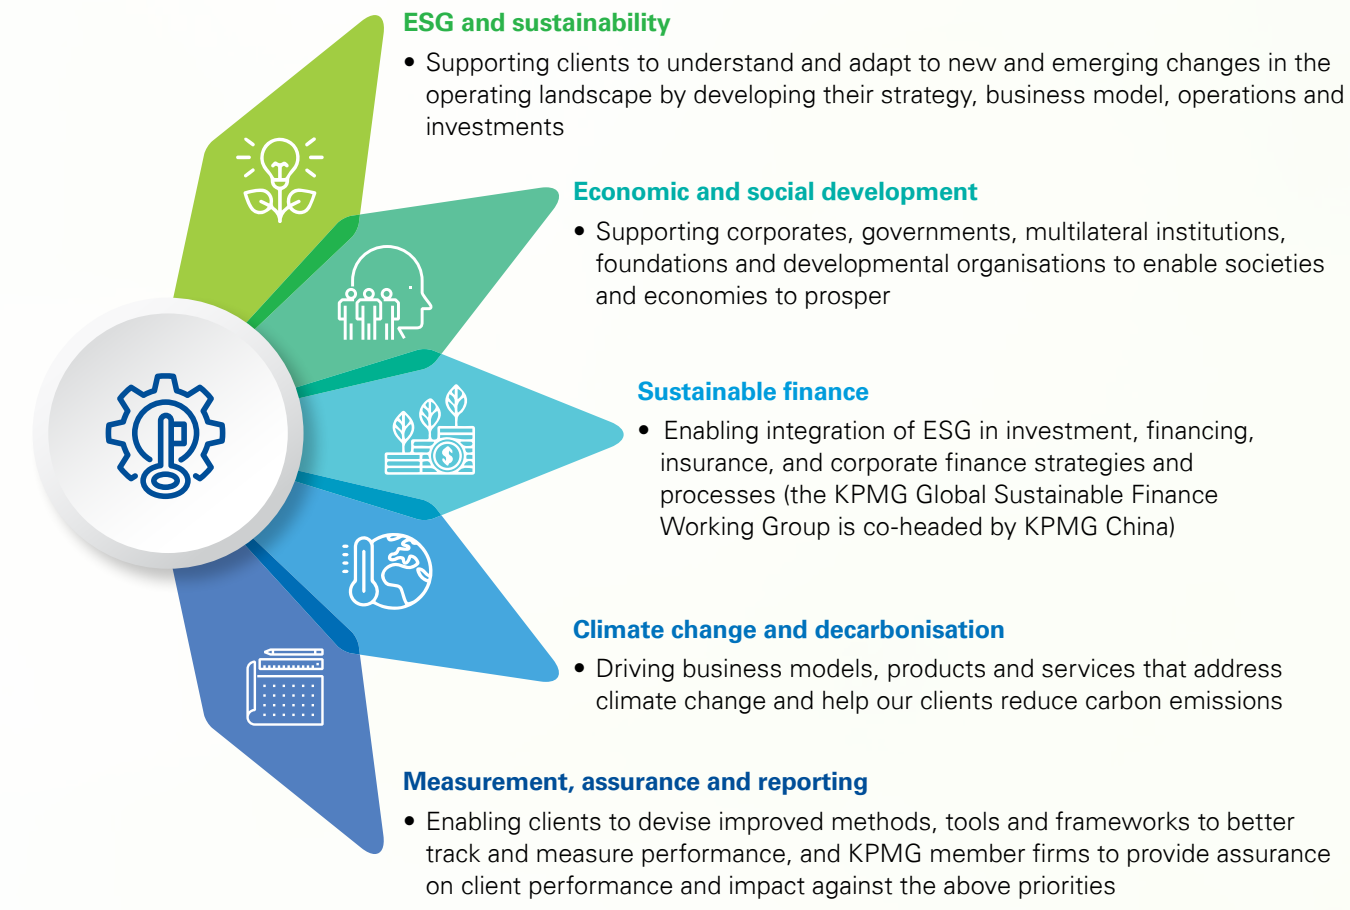 ESG and sustainability
• Supporting clients to understand and adapt to new and emerging changes in the
operating landscape by developing their strategy, business model, operations and
investments
Economic and social development
• Supporting corporates, governments, multilateral institutions,
foundations and developmental organisations to enable societies
and economies to prosper
Sustainable finance
• Enabling integration of ESG in investment, financing,
insurance, and corporate finance strategies and
processes (the KPMG Global Sustainable Finance
Working Group is co-headed by KPMG China)
$
Climate change and decarbonisation
• Driving business models, products and services that address
climate change and help our clients reduce carbon emissions
Measurement, assurance and reporting
• Enabling clients to devise improved methods, tools and frameworks to better
track and measure performance, and KPMG member firms to provide assurance
on client performance and impact against the above priorities